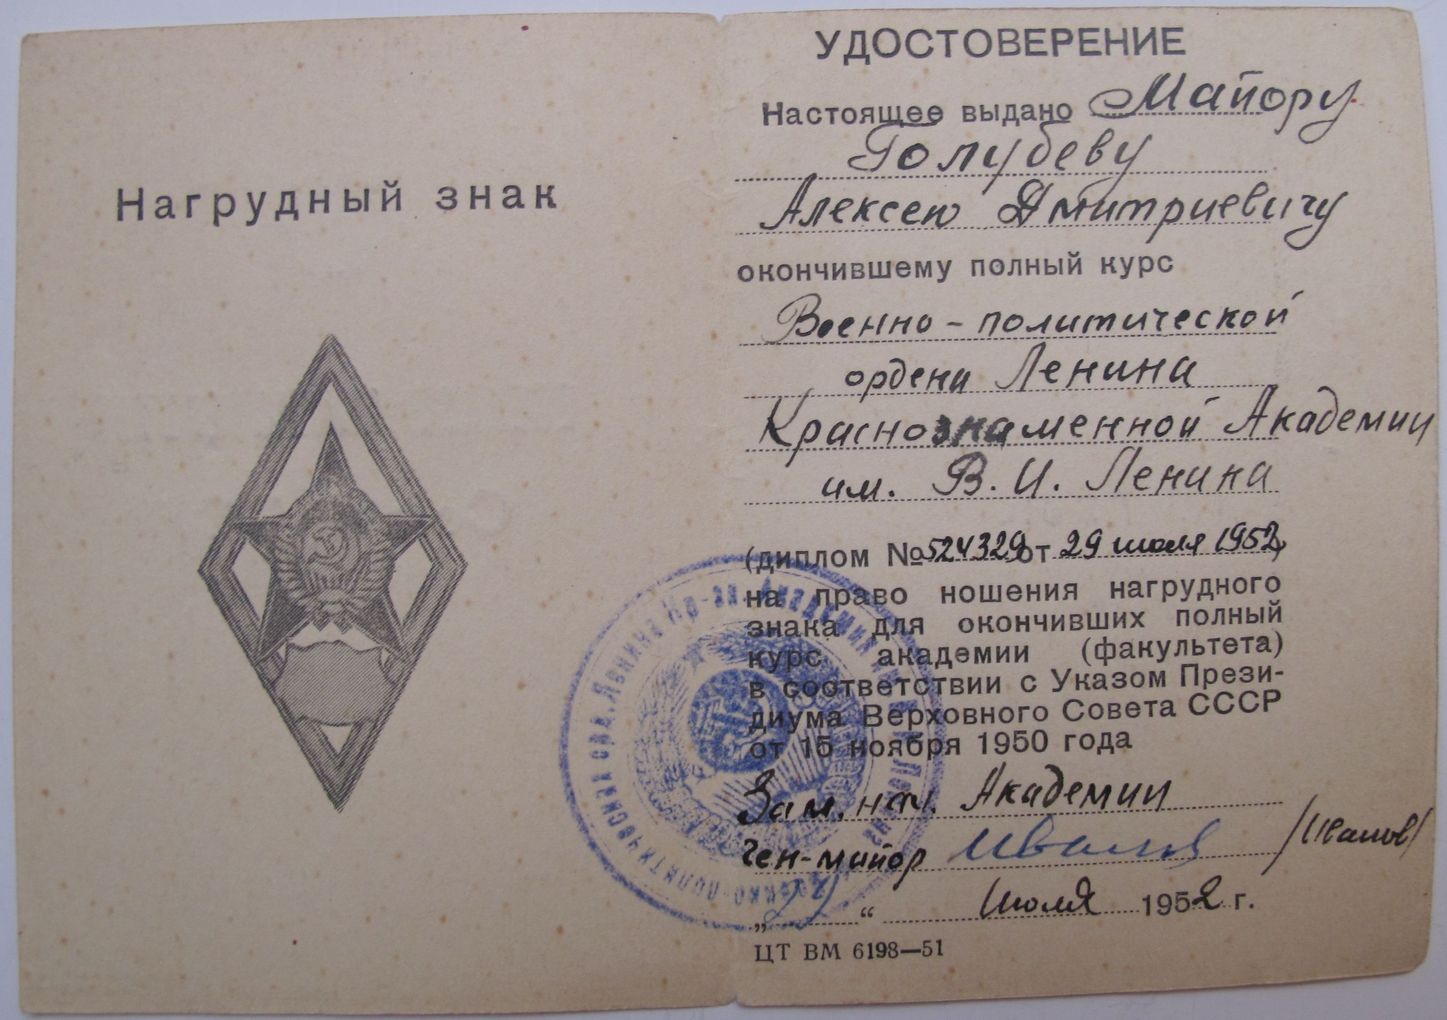 Нагрудный знак
УДОСТОВЕРЕНИЕ
Настоящее выдано Майору
Голубеву
Алексею Дмитриевичу
окончившему полный курс
Военно-политической
ордена Ленина
Краснознаменной Академии
им. В. И. Ленина
(диплом № 524329 от 29 июля 1952)
на право ношения нагрудного
знака для окончивших полный
курс академии (факультета)
в соответствии с Указом Прези-
диума Верховного Совета СССР
от 15 ноября 1950 года
Зам. нач. Академии
Ген-майор Иванов /Иванов/
„ “ Июля 1952 г.
ЦТ ВМ 6198—51